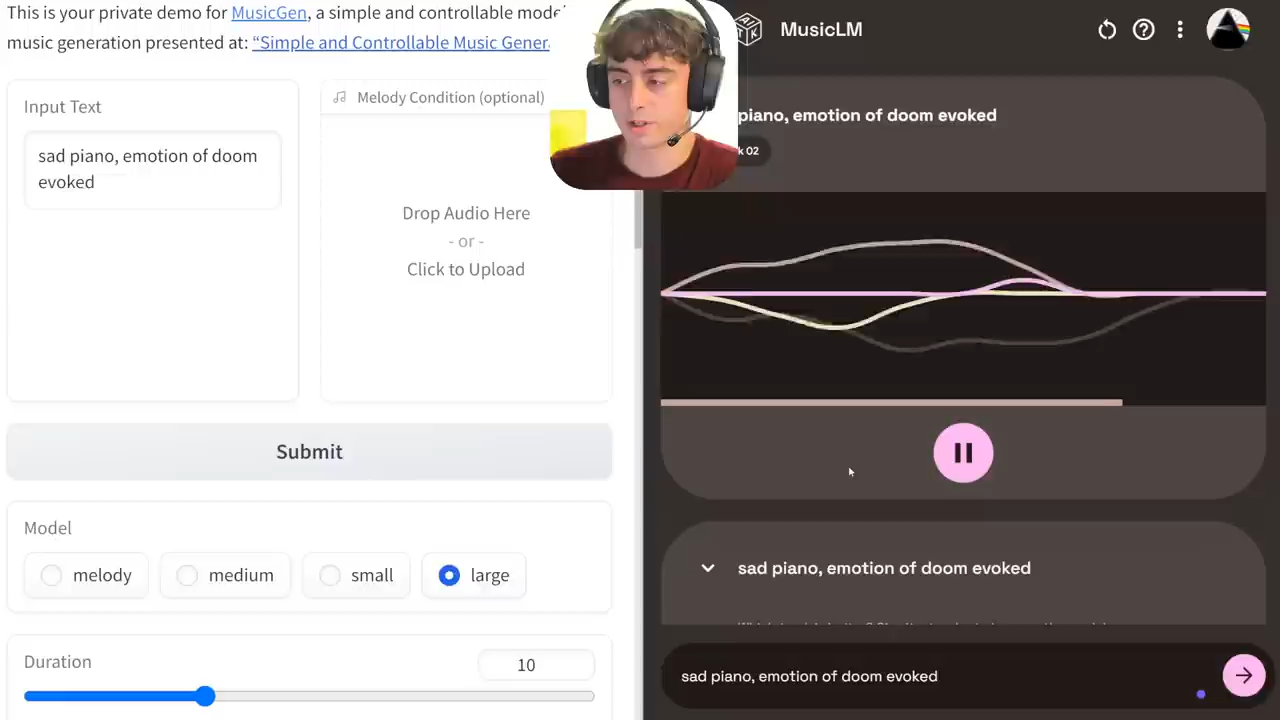 This is your private demo for MusicGen, a simple and controllable model
music generation presented at: “Simple and Controllable Music
Input Text
sad piano, emotion of doom
evoked
Melody Condition (optional)
Drop Audio Here
- or -
Click to Upload
Submit
Model
melody
medium
small
large
Duration
10
MusicLM
piano, emotion of doom evoked
02
sad piano, emotion of doom evoked
sad piano, emotion of doom evoked